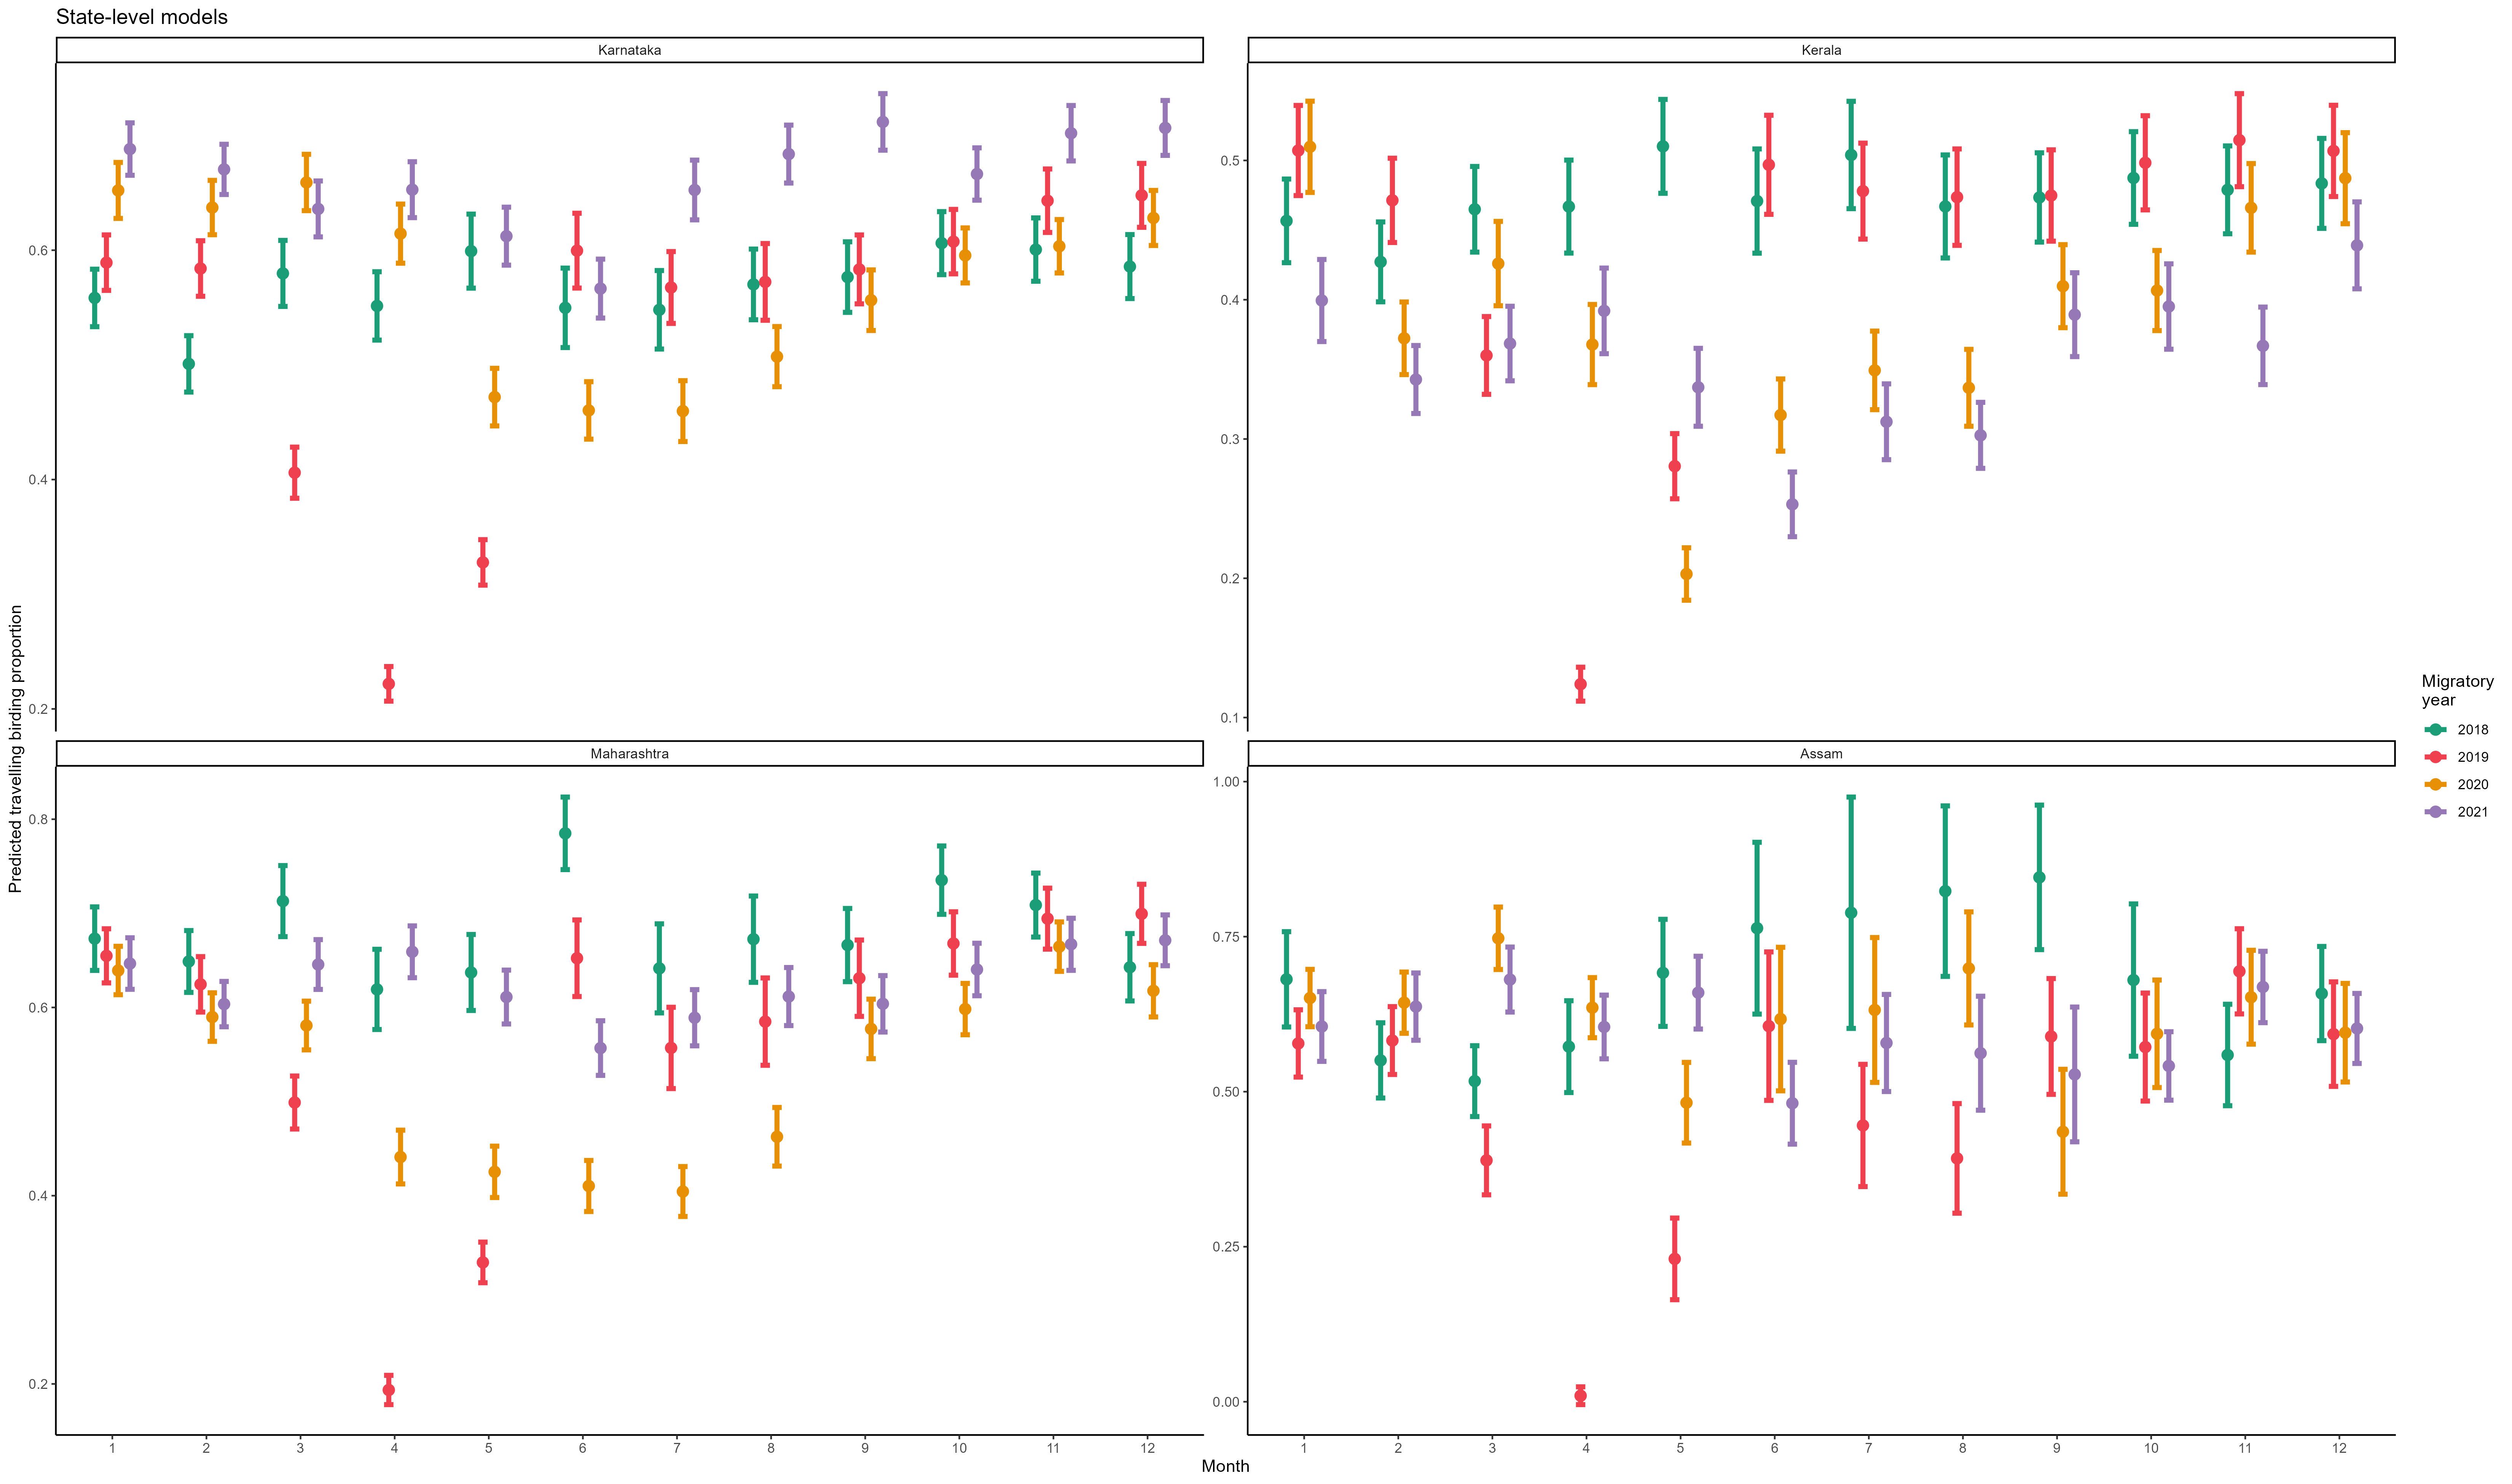 State-level models
Karnataka
Kerala
0.6
0.4
0.2
0.5
0.4
0.3
0.2
0.1
Predicted travelling birding proportion
Maharashtra
Assam
0.8
0.6
0.4
0.2
1.00
0.75
0.50
0.25
0.00
1 2 3 4 5 6 7 8 9 10 11 12
1 2 3 4 5 6 7 8 9 10 11 12
Month
Migratory
year
2018
2019
2020
2021